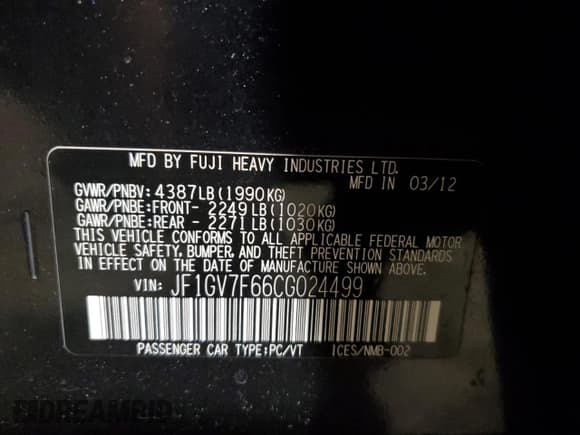 MFD BY FUJI HEAVY INDUSTRIES LTD.
MFD IN 03/12
GVWR/PNBV: 4387LB(1990KG)
GAWR/PNBE:FRONT- 2249LB(1020KG)
GAWR/PNBE:REAR - 2271LB(1030KG)
THIS VEHICLE CONFORMS TO ALL APPLICABLE FEDERAL MOTOR
VEHICLE SAFETY, BUMPER, AND THEFT PREVENTION STANDARDS
IN EFFECT ON THE DATE OF MANUFACTURE SHOWN ABOVE.
VIN: JF1GV7F66CG024499
PASSENGER CAR TYPE:PC/VT ICES/NMB-002
FADREAMBID